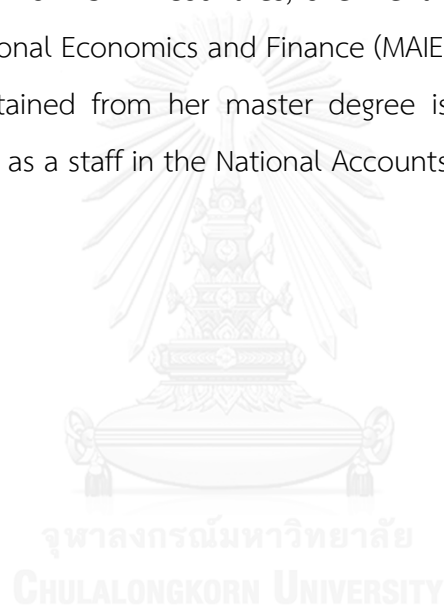 onal Economics and Finance (MAIE
tained from her master degree is
as a staff in the National Accounts
จุฬาลงกรณ์มหาวิทยาลัย
CHULALONGKORN UNIVERSITY